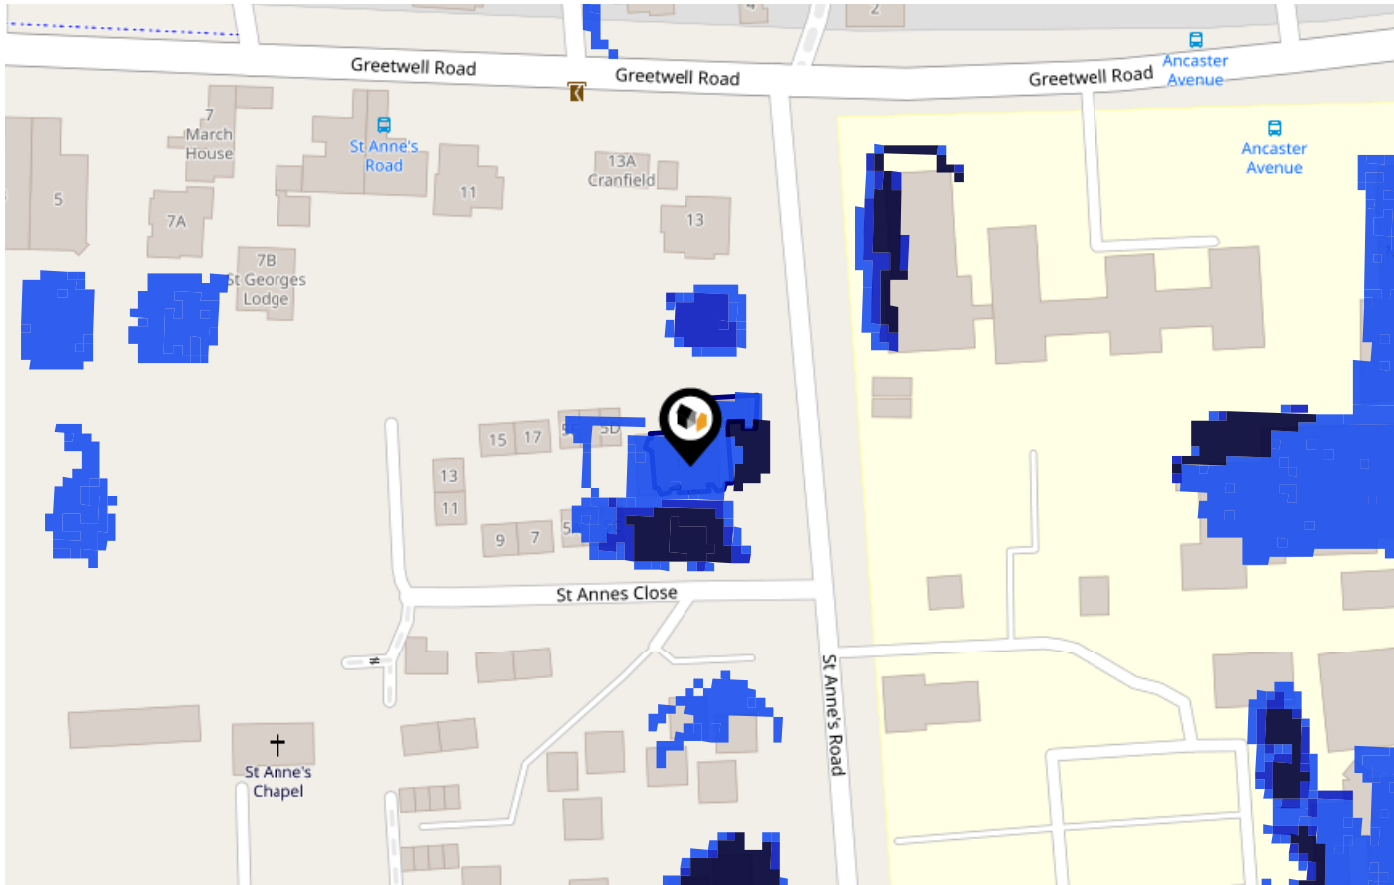 4
2
Greetwell Road
Greetwell Road
Greetwell Road
Ancaster
Avenue
7
March
House
St Anne's
Road
Ancaster
Avenue
5
7A
11
13A
Cranfield
13
7B
St Georges
Lodge
15
17
5D
13
11
9
7
5
St Annes Close
St Anne's Road
St Anne's
Chapel